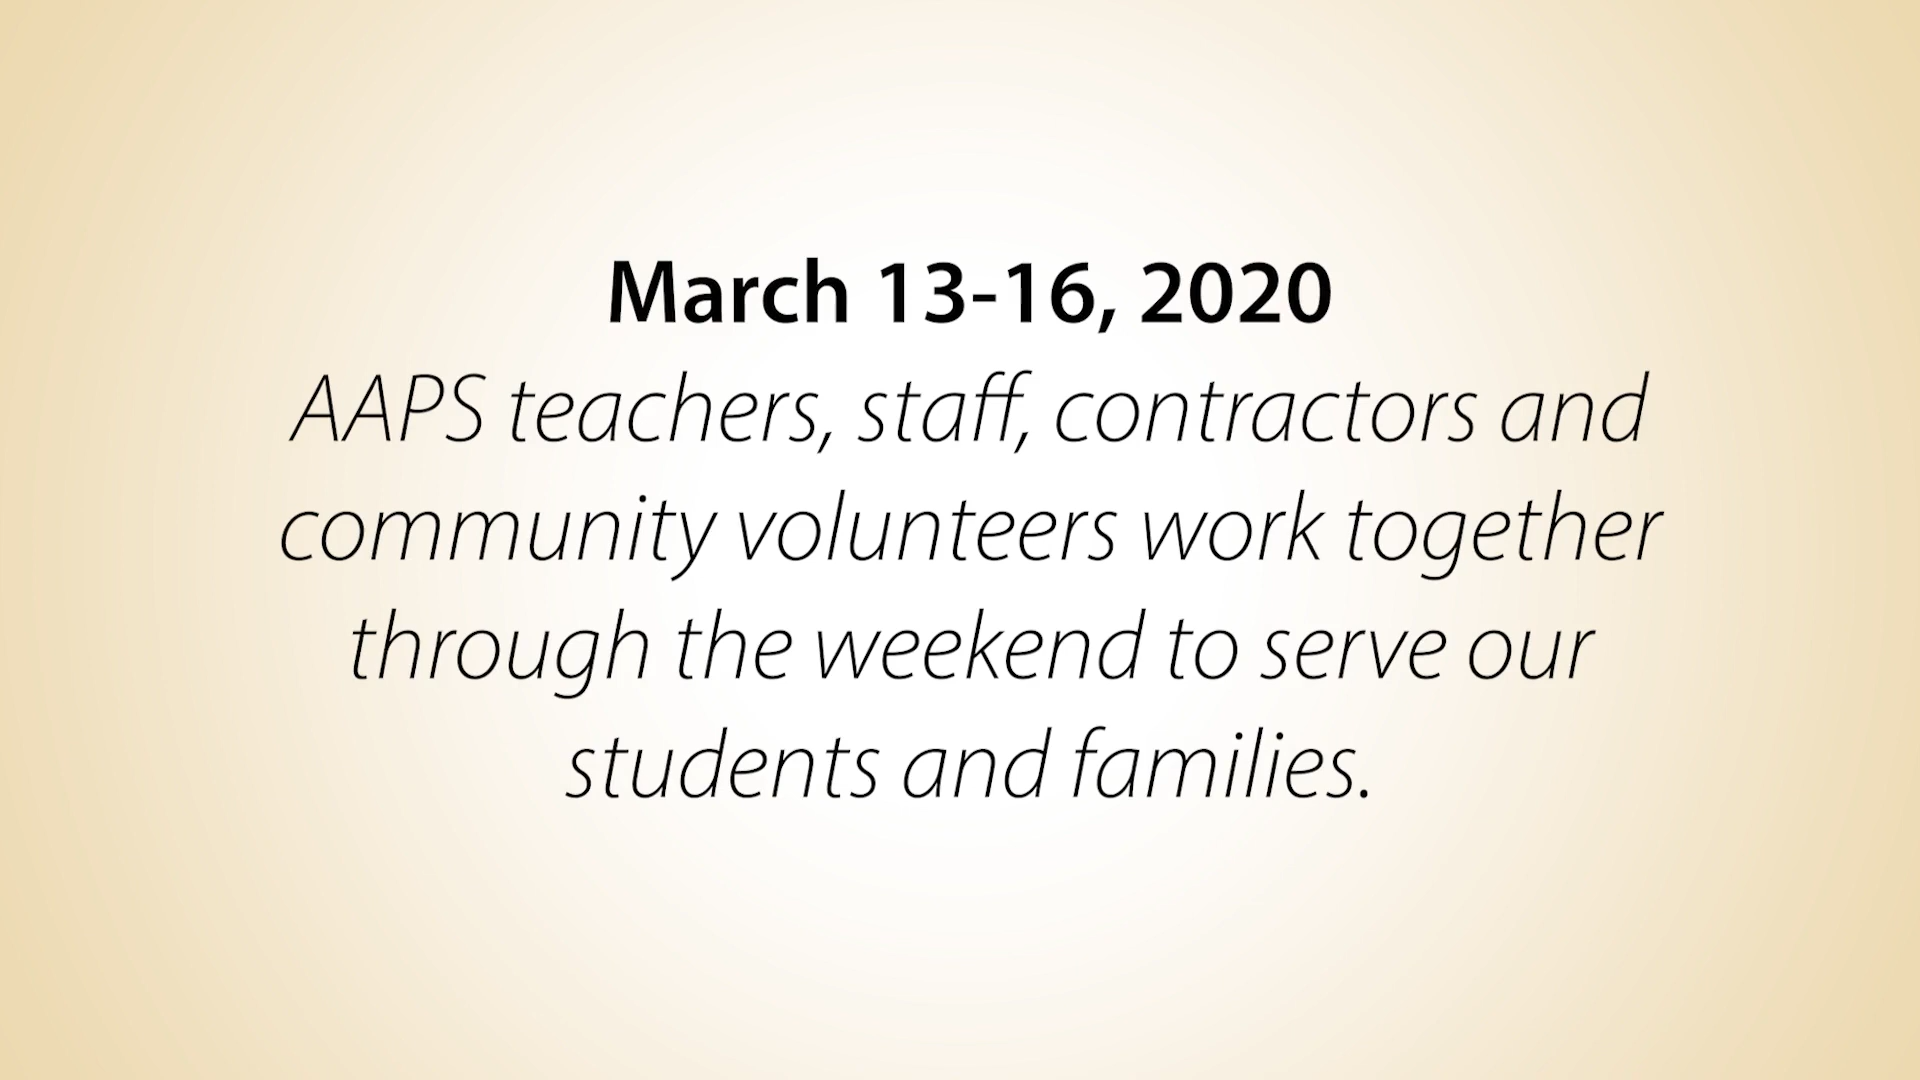 March 13-16, 2020
AAPS teachers, staff, contractors and
community volunteers work together
through the weekend to serve our
students and families.